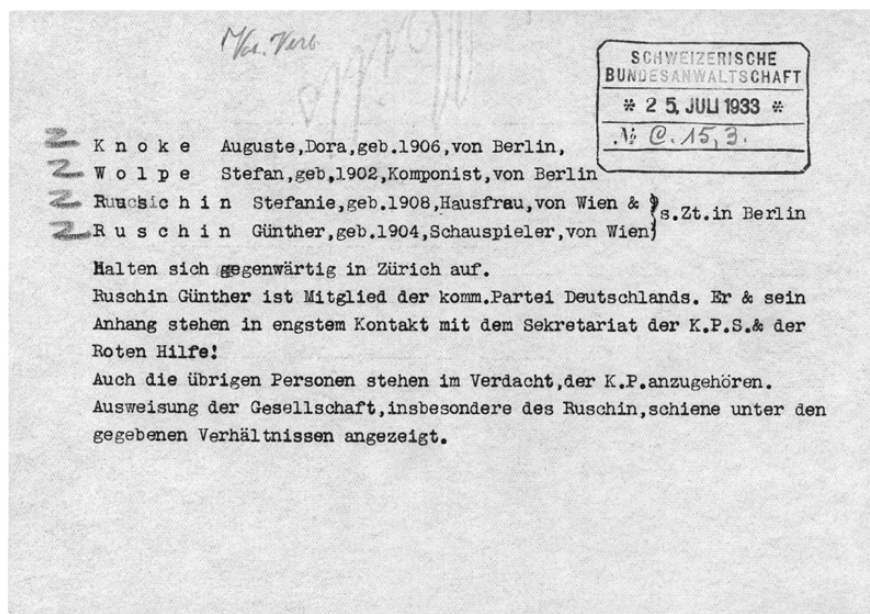 SCHWEIZERISCHE
BUNDESANWALTSCHAFT
* 25. JULI 1933 *
№ C. 15, 3.
K n o k e Auguste,Dora,geb.1906,von Berlin,
W o l p e Stefan,geb,1902,Komponist,von Berlin
R u s c h i n Stefanie,geb.1908,Hausfrau,von Wien &
s.Zt.in Berlin
R u s c h i n Günther,geb.1904,Schauspieler,von Wien
Halten sich gegenwärtig in Zürich auf.
Ruschin Günther ist Mitglied der komm.Partei Deutschlands. Er & sein
Anhang stehen in engstem Kontakt mit dem Sekretariat der K.P.S.& der
Roten Hilfe!
Auch die übrigen Personen stehen im Verdacht,der K.P.anzugehören.
Ausweisung der Gesellschaft,insbesondere des Ruschin,schiene unter den
gegebenen Verhältnissen angezeigt.